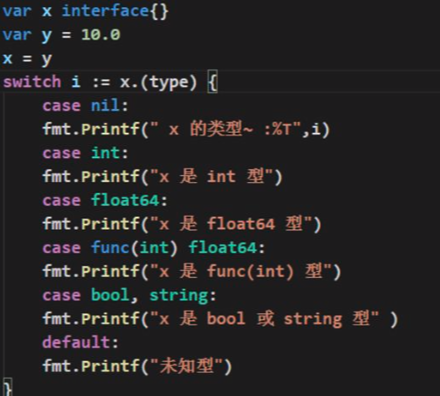 var x interface{}
var y = 10.0
x = y
switch i := x.(type) {
    case nil:
    fmt.Printf(" x 的类型~ :%T",i)
    case int:
    fmt.Printf("x 是 int 型")
    case float64:
    fmt.Printf("x 是 float64 型")
    case func(int) float64:
    fmt.Printf("x 是 func(int) 型")
    case bool, string:
    fmt.Printf("x 是 bool 或 string 型" )
    default:
    fmt.Printf("未知型")
}